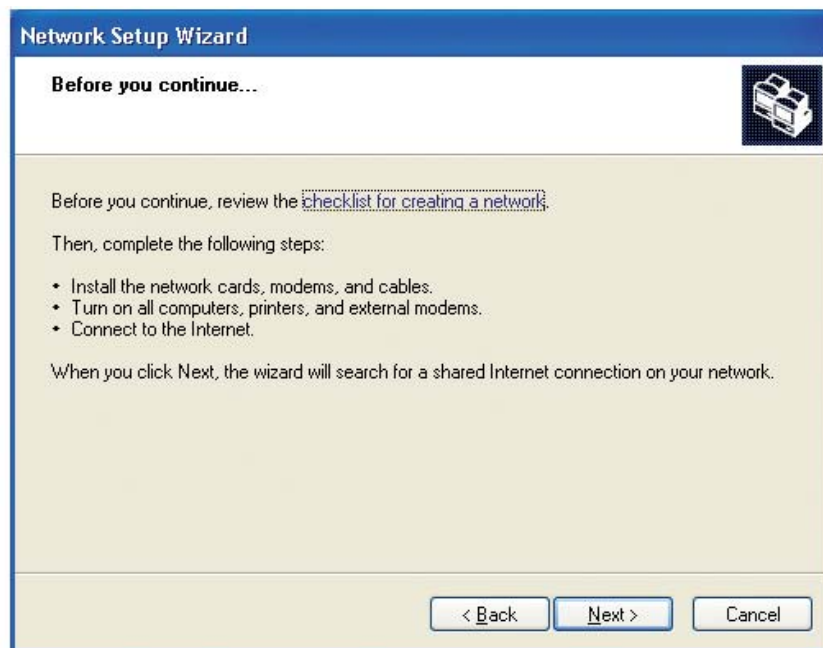 Network Setup Wizard
Before you continue...
Before you continue, review the checklist for creating a network.
Then, complete the following steps:
• Install the network cards, modems, and cables.
• Turn on all computers, printers, and external modems.
• Connect to the Internet.
When you click Next, the wizard will search for a shared Internet connection on your network.
< Back
Next >
Cancel